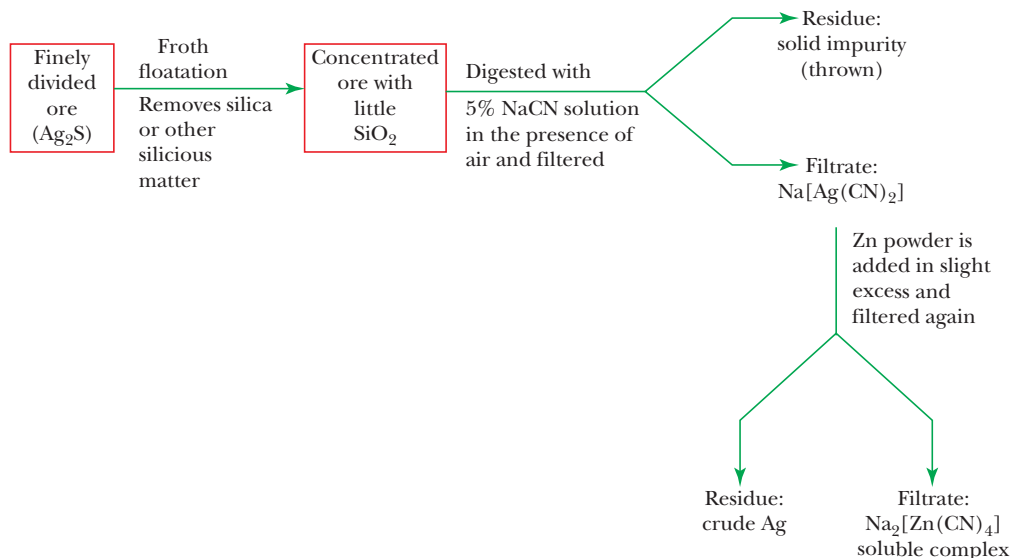 Finely
divided
ore
(Ag₂S)
Froth
floatation
Removes silica
or other
silicious
matter
Concentrated
ore with
little
SiO₂
Digested with
5% NaCN solution
in the presence of
air and filtered
Residue:
solid impurity
(thrown)
Filtrate:
Na[Ag(CN)₂]
Zn powder is
added in slight
excess and
filtered again
Residue:
crude Ag
Filtrate:
Na₂[Zn(CN)₄]
soluble complex